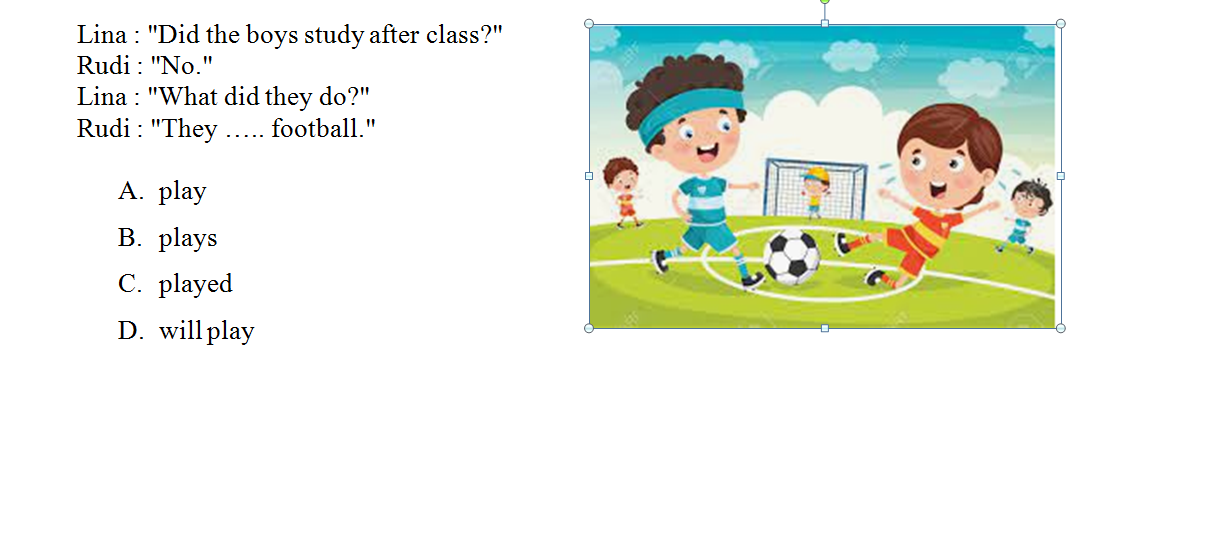 Lina : "Did the boys study after class?"
Rudi : "No."
Lina : "What did they do?"
Rudi : "They ..... football."
A. play
B. plays
C. played
D. will play